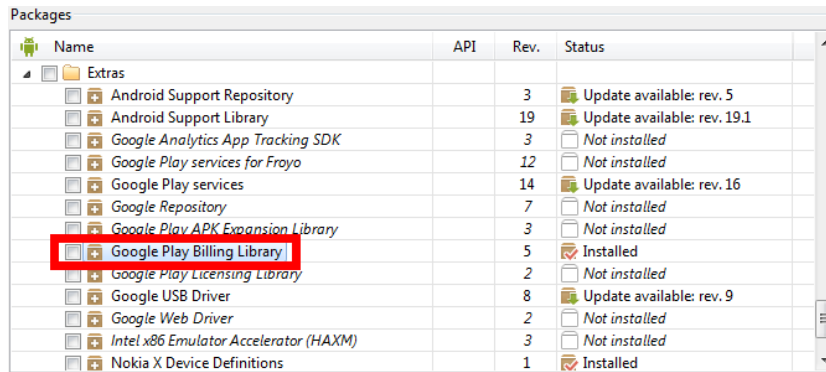 Packages
Name API Rev. Status
Extras
Android Support Repository 3 Update available: rev. 5
Android Support Library 19 Update available: rev. 19.1
Google Analytics App Tracking SDK 3 Not installed
Google Play services for Froyo 12 Not installed
Google Play services 14 Update available: rev. 16
Google Repository 7 Not installed
Google Play APK Expansion Library 3 Not installed
Google Play Billing Library 5 Installed
Google Play Licensing Library 2 Not installed
Google USB Driver 8 Update available: rev. 9
Google Web Driver 2 Not installed
Intel x86 Emulator Accelerator (HAXM) 3 Not installed
Nokia X Device Definitions 1 Installed